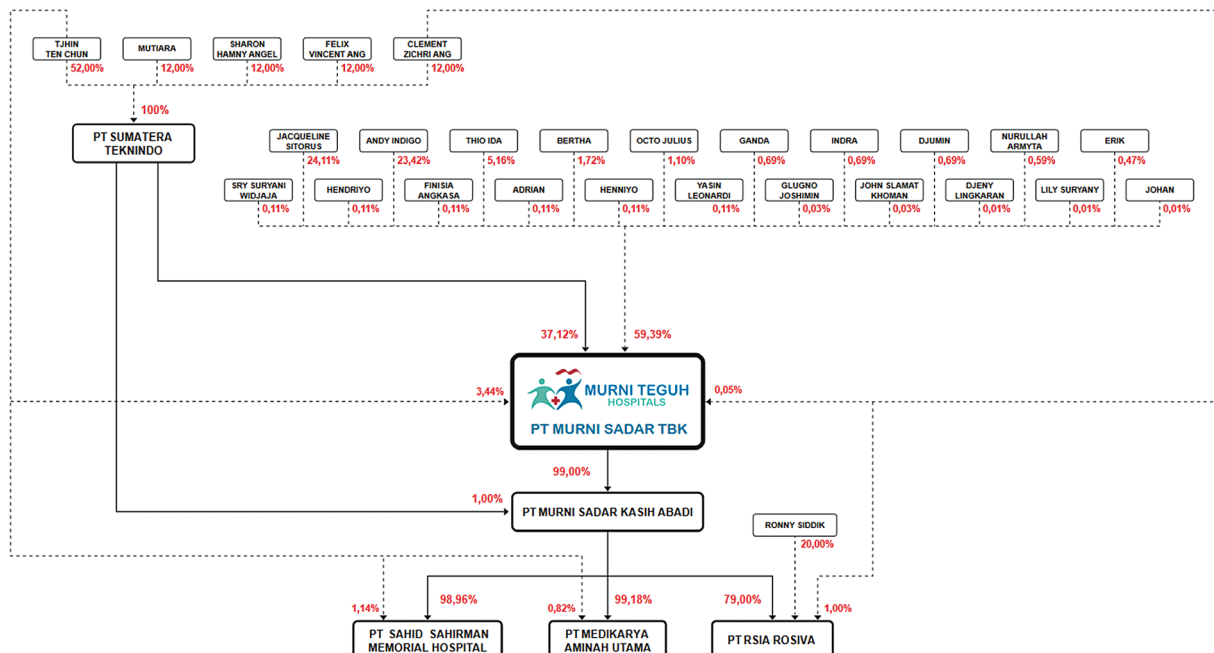 TJHIN
TEN CHUN
MUTIARA
SHARON
HAMNY ANGEL
FELIX
VINCENT ANG
CLEMENT
ZICHRI ANG
52,00%
12,00%
12,00%
12,00%
12,00%
100%
PT SUMATERA
TEKNINDO
JACQUELINE
SITORUS
ANDY INDIGO
THIO IDA
BERTHA
OCTO JULIUS
GANDA
INDRA
DJUMIN
NURULLAH
ARMYTA
ERIK
24,11%
23,42%
5,16%
1,72%
1,10%
0,69%
0,69%
0,69%
0,59%
0,47%
SRY SURYANI
WIDJAJA
HENDRIYO
FINISIA
ANGKASA
ADRIAN
HENNIYO
YASIN
LEONARDI
GLUGNO
JOSHIMIN
JOHN SLAMAT
KHOMAN
DJENY
LINGKARAN
LILY SURYANY
JOHAN
0,11%
0,11%
0,11%
0,11%
0,11%
0,11%
0,03%
0,03%
0,01%
0,01%
0,01%
37,12%
59,39%
3,44%
MURNI TEGUH
HOSPITALS
PT MURNI SADAR TBK
0,05%
99,00%
1,00%
PT MURNI SADAR KASIH ABADI
RONNY SIDDIK
20,00%
1,14%
98,96%
0,82%
99,18%
79,00%
1,00%
PT SAHID SAHIRMAN
MEMORIAL HOSPITAL
PT MEDIKARYA
AMINAH UTAMA
PT RSIA ROSIVA